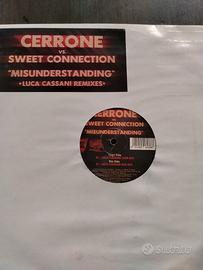 CERRONE
vs.
SWEET CONNECTION
"MISUNDERSTANDING"
•LUCA CASSANI REMIXES•
CERRONE
vs.
SWEET CONNECTION
"MISUNDERSTANDING"
subito